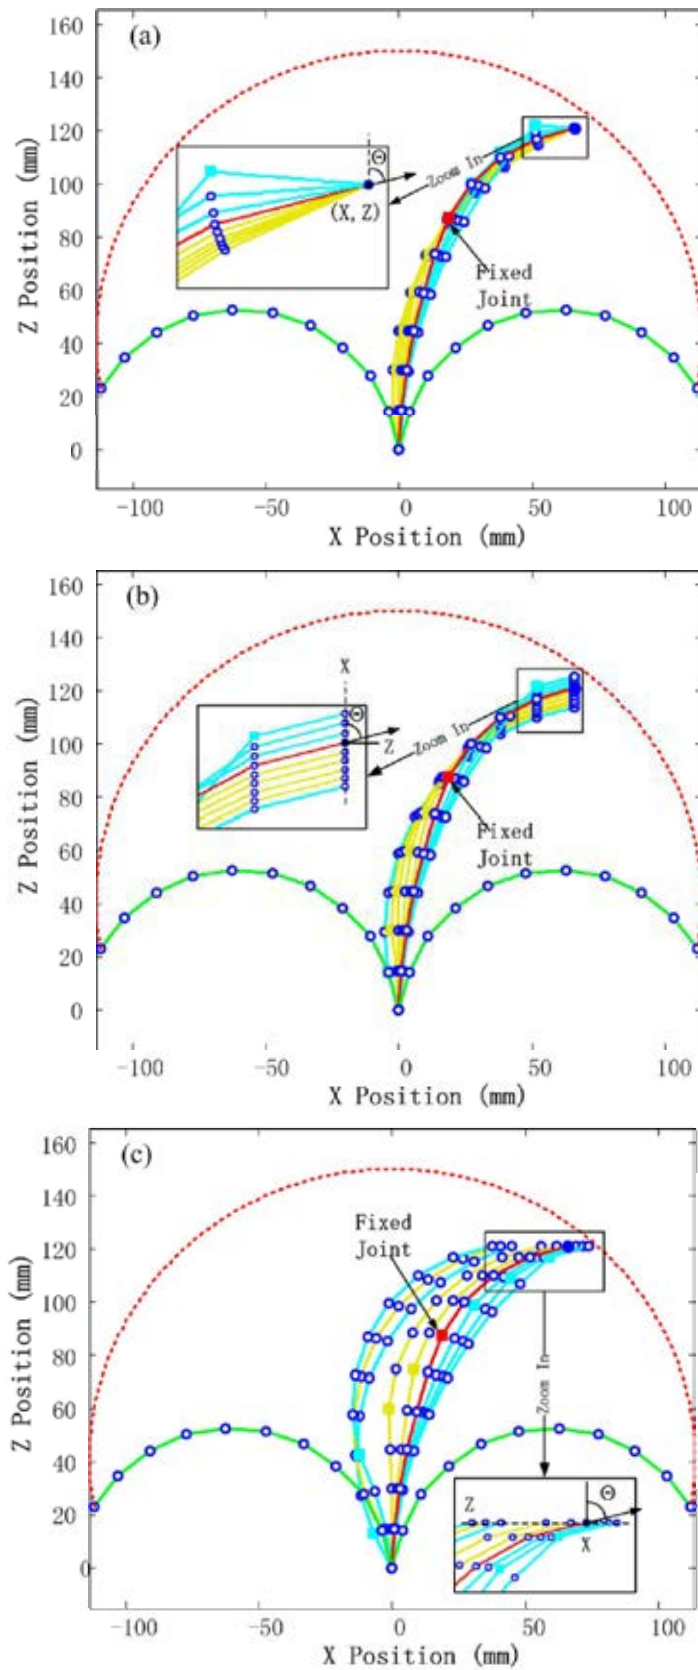 (a)
160
140
120
100
80
60
40
20
0
Z Position (mm)
Θ
(X, Z)
Zoom In
Fixed
Joint
-100 -50 0 50 100
X Position (mm)
(b)
160
140
120
100
80
60
40
20
0
Z Position (mm)
X
Θ
Z
Zoom In
Fixed
Joint
-100 -50 0 50 100
X Position (mm)
(c)
160
140
120
100
80
60
40
20
0
Z Position (mm)
Fixed
Joint
Zoom In
Z
Θ
X
-100 -50 0 50 100
X Position (mm)